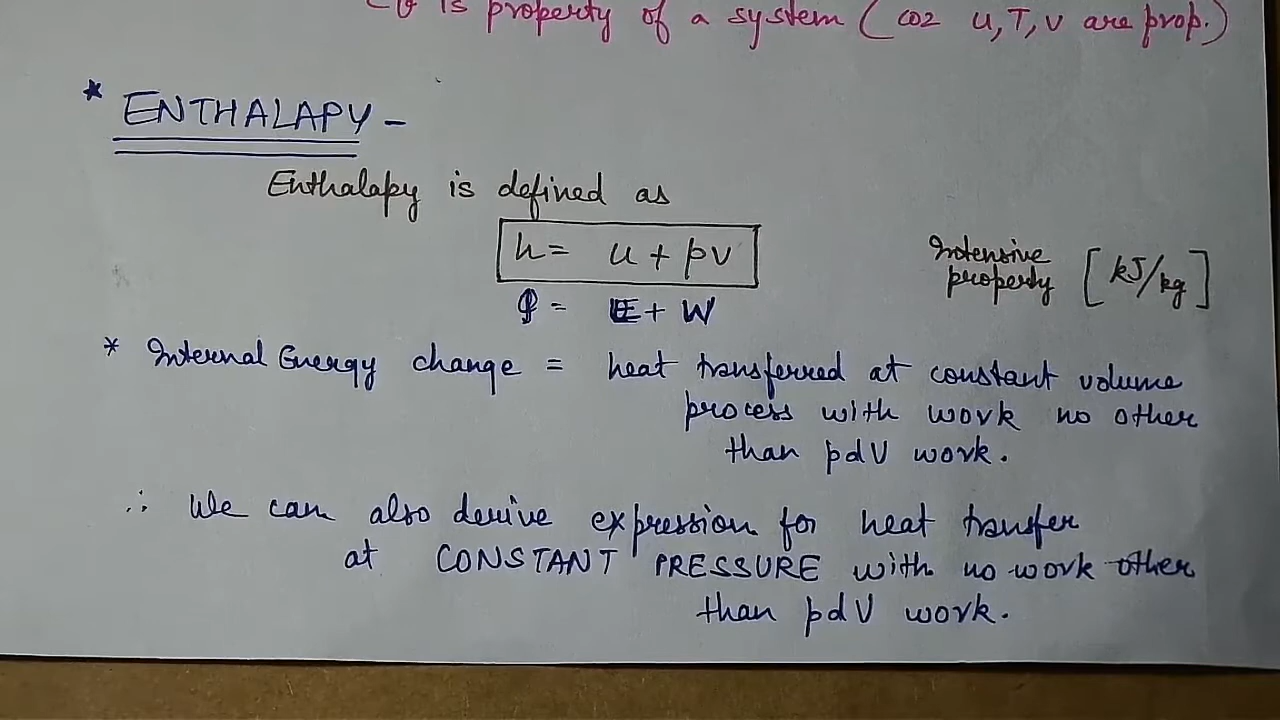 It is property of a system ( coz u, T, v are prop.)
* ENTHALAPY -
Enthalapy is defined as
h = u + pv
Intensive property [kJ/kg]
Q = E + W
* Internal Energy change = heat transferred at constant volume
process with work no other
than pdV work.
∴ We can also derive expression for heat transfer
at CONSTANT PRESSURE with no work other
than pdV work.